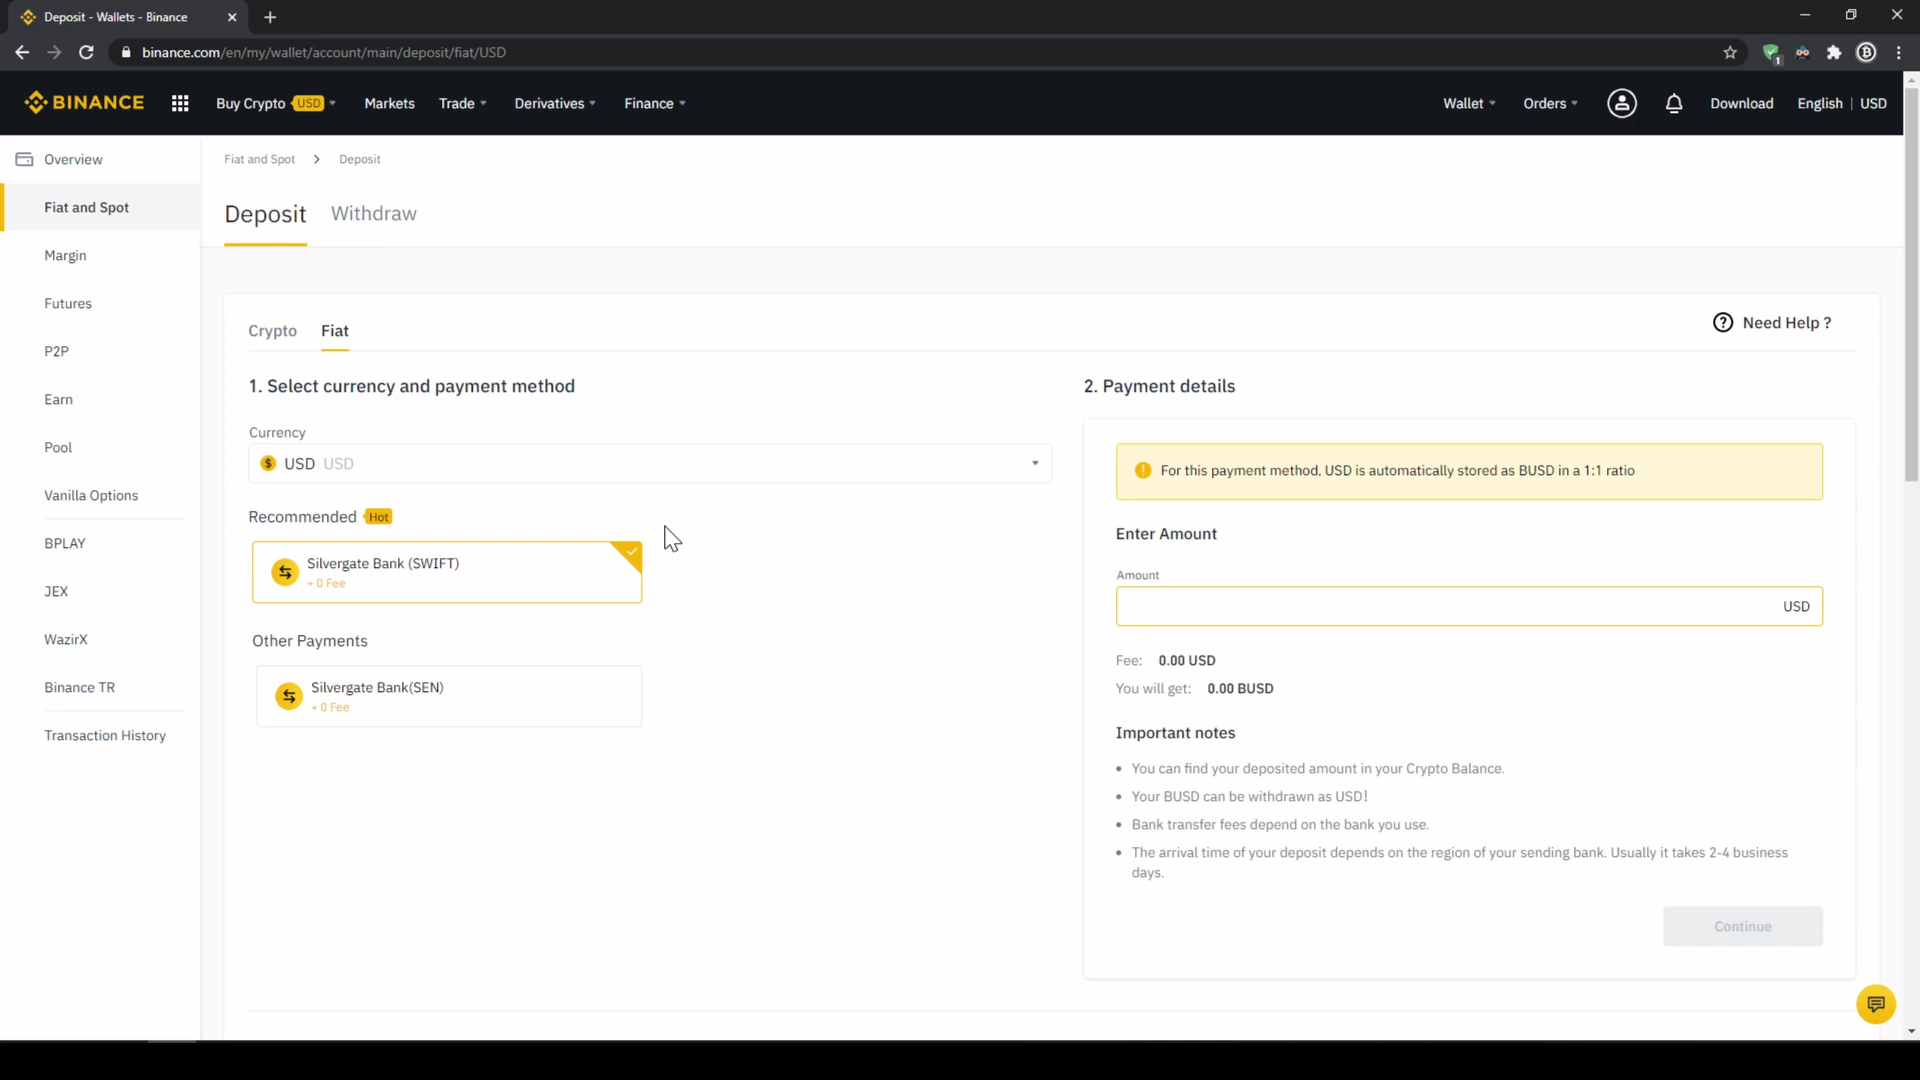 Deposit - Wallets - Binance
binance.com/en/my/wallet/account/main/deposit/fiat/USD
1
BINANCE
Buy Crypto USD
Markets
Trade
Derivatives
Finance
Wallet
Orders
Download
English | USD
Overview
Fiat and Spot
Margin
Futures
P2P
Earn
Pool
Vanilla Options
BPLAY
JEX
WazirX
Binance TR
Transaction History
Fiat and Spot > Deposit
Deposit
Withdraw
Crypto
Fiat
Need Help ?
1. Select currency and payment method
Currency
USD USD
Recommended Hot
Silvergate Bank (SWIFT)
+ 0 Fee
Other Payments
Silvergate Bank(SEN)
+ 0 Fee
2. Payment details
For this payment method, USD is automatically stored as BUSD in a 1:1 ratio
Enter Amount
Amount
USD
Fee: 0.00 USD
You will get: 0.00 BUSD
Important notes
• You can find your deposited amount in your Crypto Balance.
• Your BUSD can be withdrawn as USD!
• Bank transfer fees depend on the bank you use.
• The arrival time of your deposit depends on the region of your sending bank. Usually it takes 2-4 business
days.
Continue